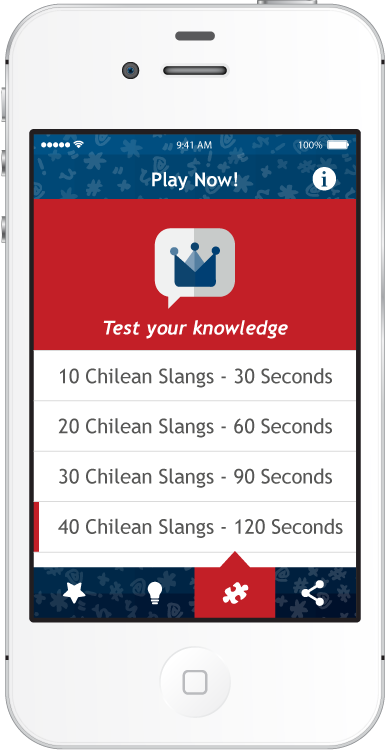 9:41 AM
100%
Play Now!
Test your knowledge
10 Chilean Slangs - 30 Seconds
20 Chilean Slangs - 60 Seconds
30 Chilean Slangs - 90 Seconds
40 Chilean Slangs - 120 Seconds